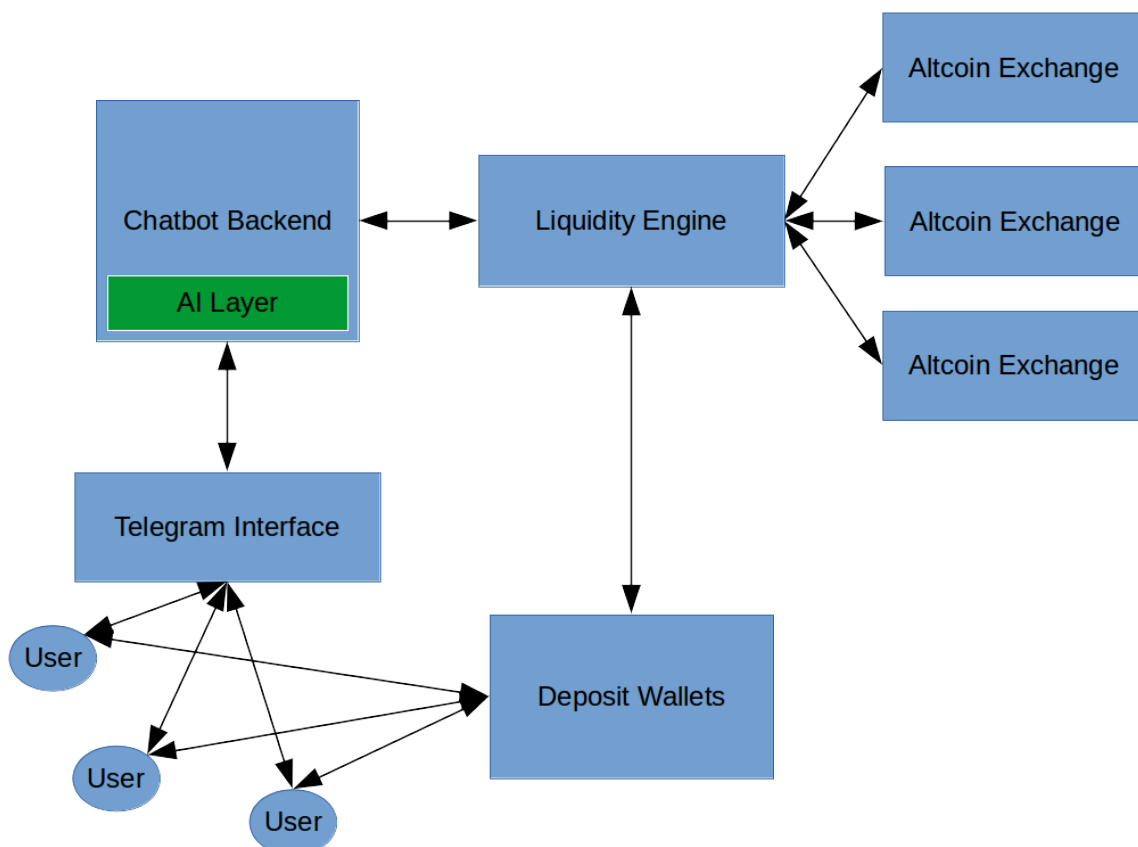 Altcoin Exchange
Chatbot Backend
Liquidity Engine
Altcoin Exchange
AI Layer
Altcoin Exchange
Telegram Interface
User
Deposit Wallets
User
User